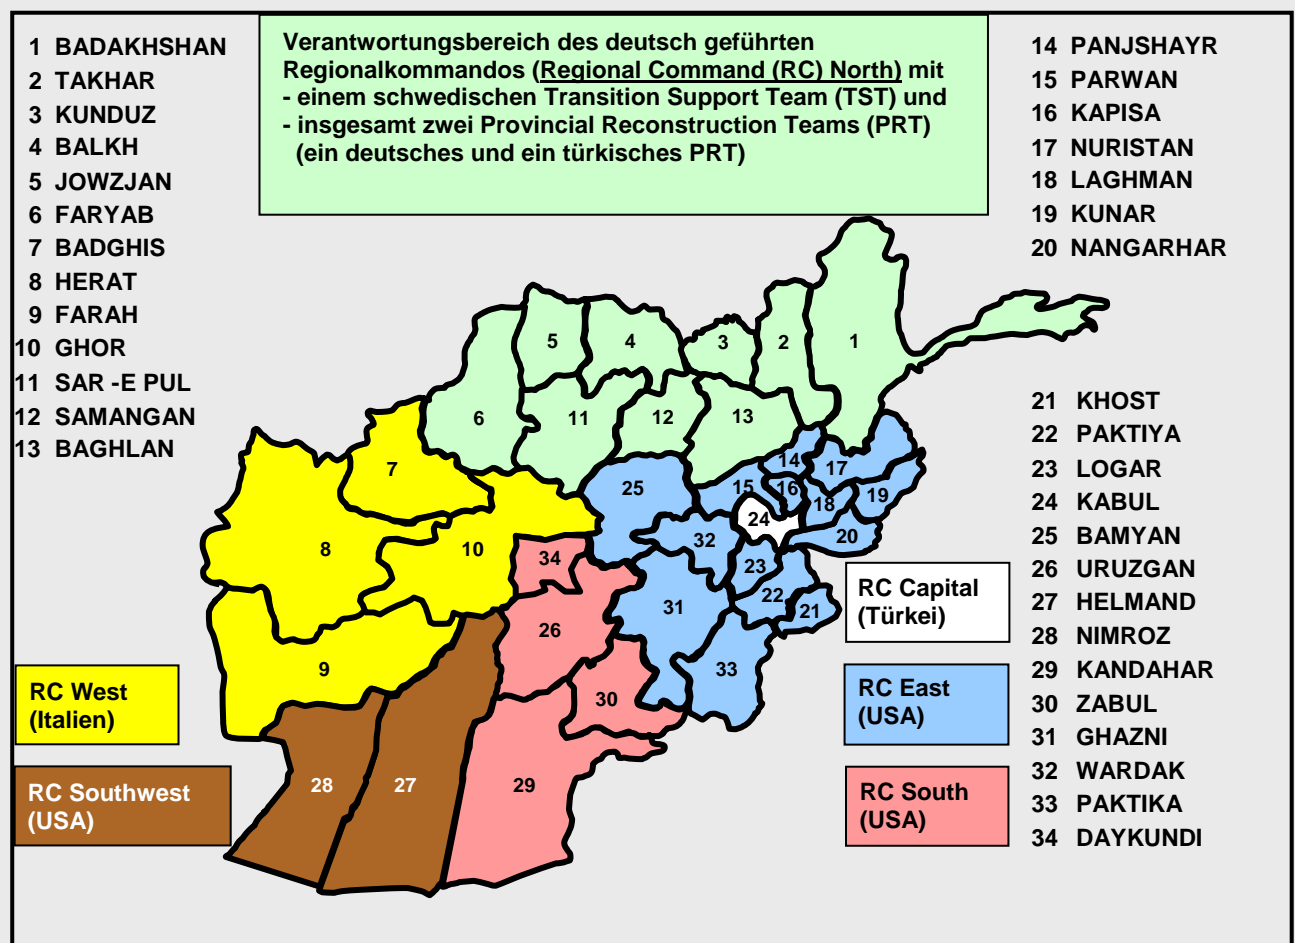 1 BADAKHSHAN
2 TAKHAR
3 KUNDUZ
4 BALKH
5 JOWZJAN
6 FARYAB
7 BADGHIS
8 HERAT
9 FARAH
10 GHOR
11 SAR -E PUL
12 SAMANGAN
13 BAGHLAN
Verantwortungsbereich des deutsch geführten
Regionalkommandos (Regional Command (RC) North) mit
- einem schwedischen Transition Support Team (TST) und
- insgesamt zwei Provincial Reconstruction Teams (PRT)
(ein deutsches und ein türkisches PRT)
14 PANJSHAYR
15 PARWAN
16 KAPISA
17 NURISTAN
18 LAGHMAN
19 KUNAR
20 NANGARHAR
21 KHOST
22 PAKTIYA
23 LOGAR
24 KABUL
25 BAMYAN
26 URUZGAN
27 HELMAND
28 NIMROZ
29 KANDAHAR
30 ZABUL
31 GHAZNI
32 WARDAK
33 PAKTIKA
34 DAYKUNDI
5
4
3
2
1
6
11
12
13
7
25
14
17
15
16
18
19
24
20
8
10
32
34
23
31
22
21
26
9
33
30
28
27
29
RC West
(Italien)
RC Southwest
(USA)
RC Capital
(Türkei)
RC East
(USA)
RC South
(USA)